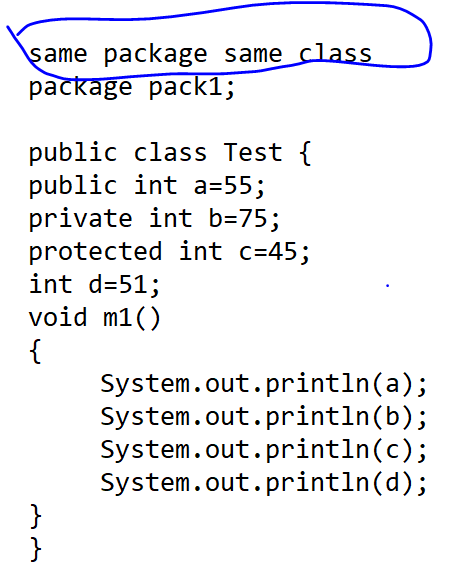 same package same class
package pack1;
public class Test {
public int a=55;
private int b=75;
protected int c=45;
int d=51;
void m1()
{
System.out.println(a);
System.out.println(b);
System.out.println(c);
System.out.println(d);
}
}